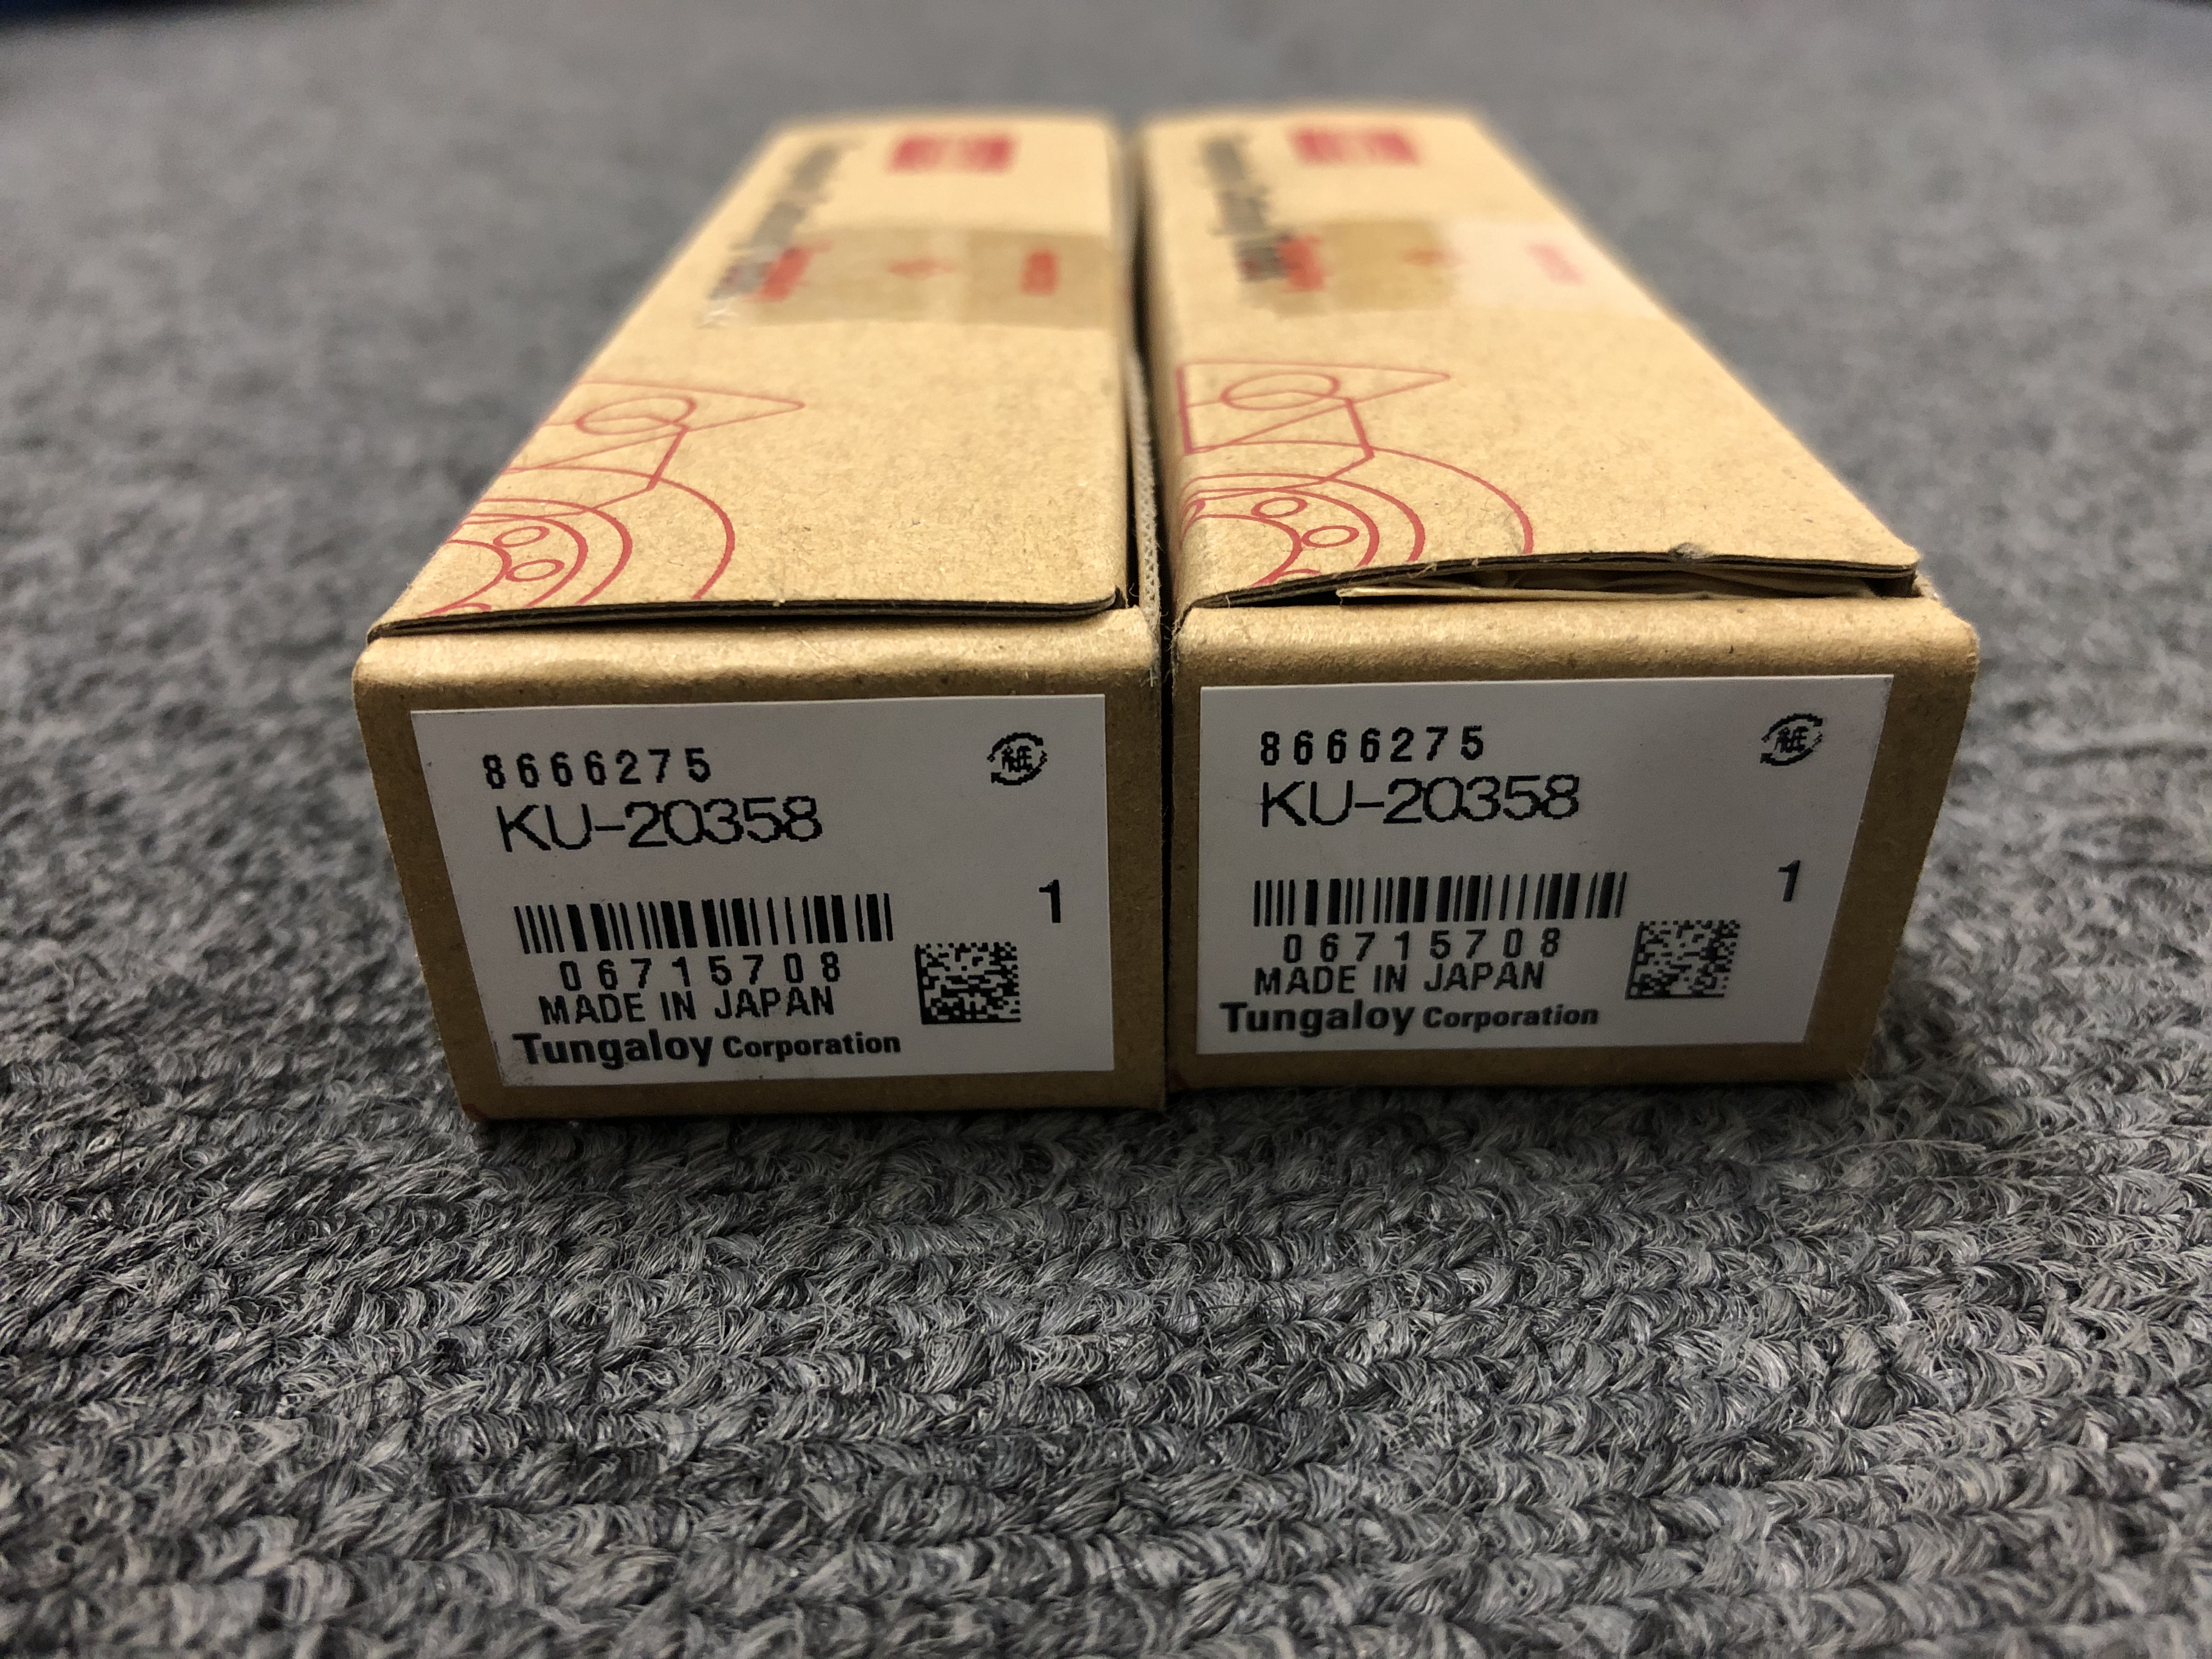 8666275
紙
KU-20358
1
06715708
MADE IN JAPAN
Tungaloy Corporation
8666275
紙
KU-20358
1
06715708
MADE IN JAPAN
Tungaloy Corporation